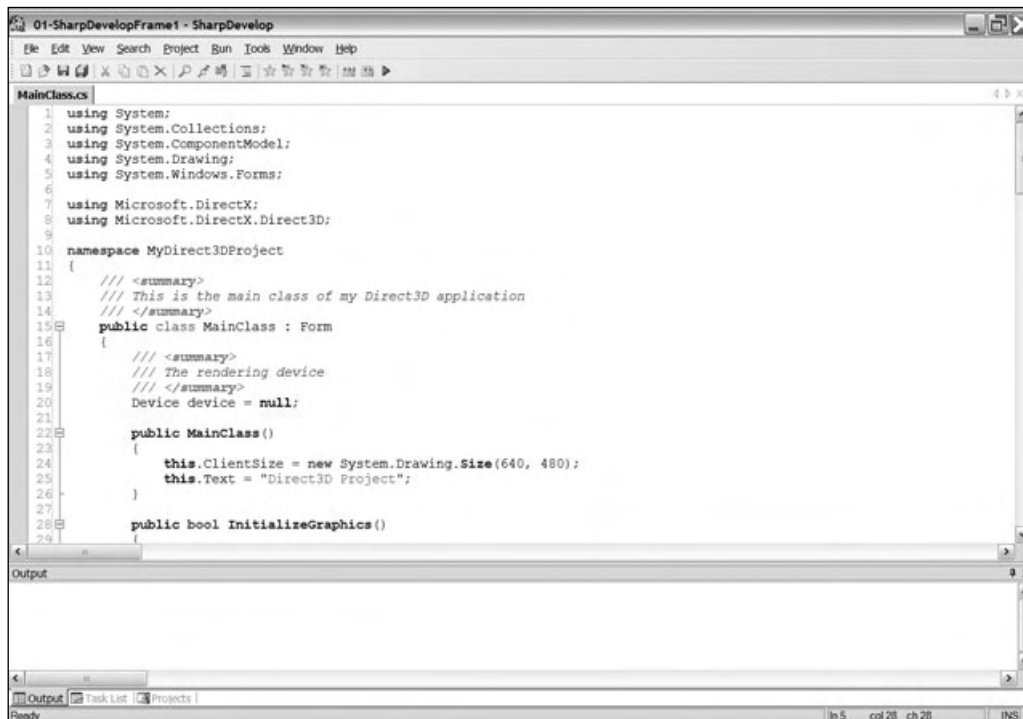 01-SharpDevelopFrame1 - SharpDevelop
File Edit View Search Project Run Tools Window Help
MainClass.cs
1 using System;
2 using System.Collections;
3 using System.ComponentModel;
4 using System.Drawing;
5 using System.Windows.Forms;
6
7 using Microsoft.DirectX;
8 using Microsoft.DirectX.Direct3D;
9
10 namespace MyDirect3DProject
11 {
12 /// <summary>
13 /// This is the main class of my Direct3D application
14 /// </summary>
15 public class MainClass : Form
16 {
17 /// <summary>
18 /// The rendering device
19 /// </summary>
20 Device device = null;
21
22 public MainClass()
23 {
24 this.ClientSize = new System.Drawing.Size(640, 480);
25 this.Text = "Direct3D Project";
26 }
27
28 public bool InitializeGraphics()
29 {
Output
Output Task List Projects
Ready ln 5 col 28 ch 28 INS